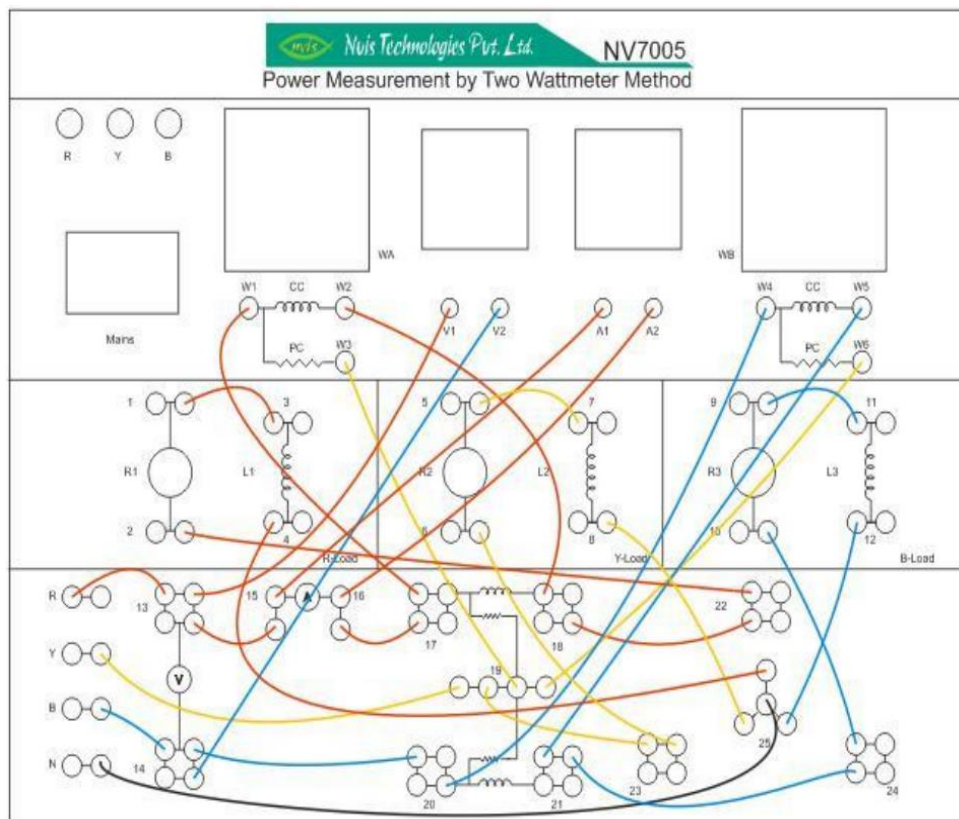 nvis Nvis Technologies Pvt. Ltd. NV7005
Power Measurement by Two Wattmeter Method
R Y B
WA WB
Mains
W1 CC W2 V1 V2 A1 A2 W4 CC W5
PC W3 PC W6
1 3 5 7 9 11
R1 L1 R2 L2 R3 L3
2 4 6 8 10 12
R-Load Y-Load B-Load
R 13 15 A 16 17 18 22
Y V 19
B 25
N 14 20 21 23 24